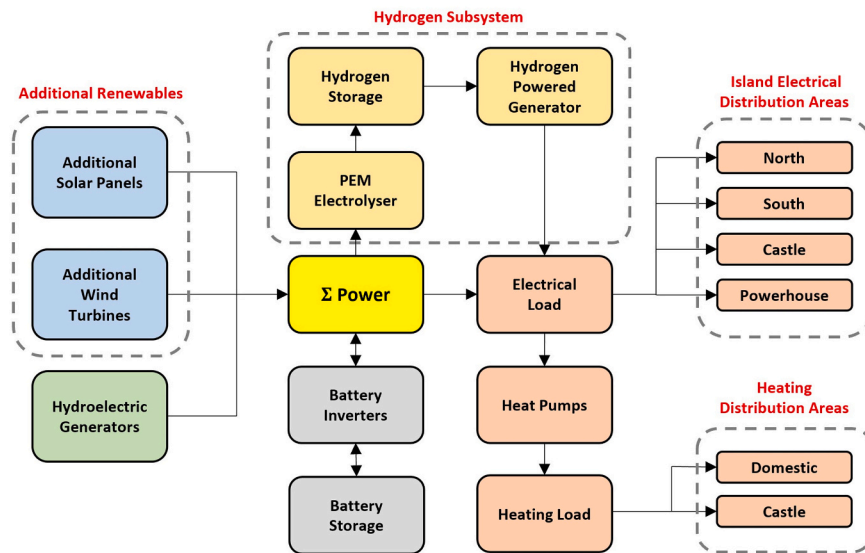 Hydrogen Subsystem
Hydrogen
Storage
Hydrogen
Powered
Generator
PEM
Electrolyser
Additional Renewables
Additional
Solar Panels
Additional
Wind
Turbines
Hydroelectric
Generators
Σ Power
Battery
Inverters
Battery
Storage
Electrical
Load
Heat Pumps
Heating Load
Island Electrical
Distribution Areas
North
South
Castle
Powerhouse
Heating
Distribution Areas
Domestic
Castle